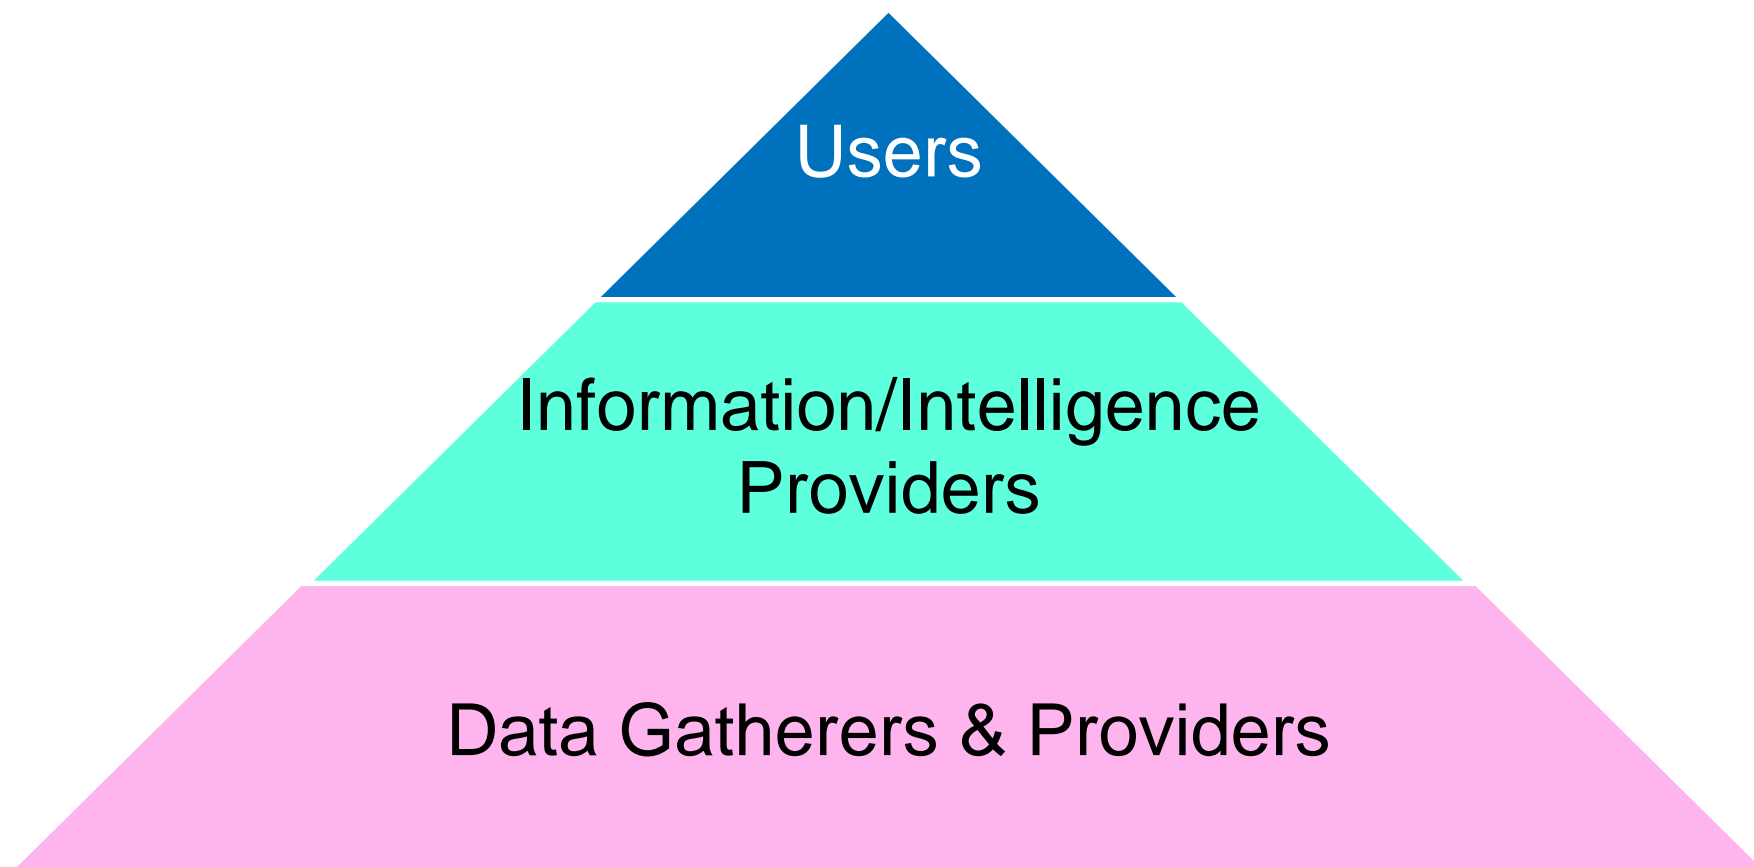 Users
Information/Intelligence
Providers
Data Gatherers & Providers